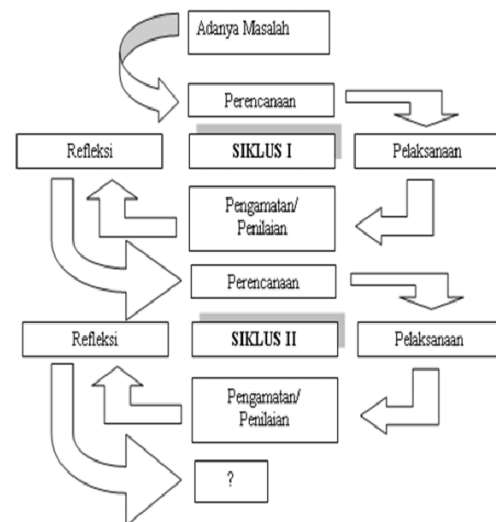 Adanya Masalah
Perencanaan
Refleksi
SIKLUS I
Pelaksanaan
Pengamatan/
Penilaian
Perencanaan
Refleksi
SIKLUS II
Pelaksanaan
Pengamatan/
Penilaian
?